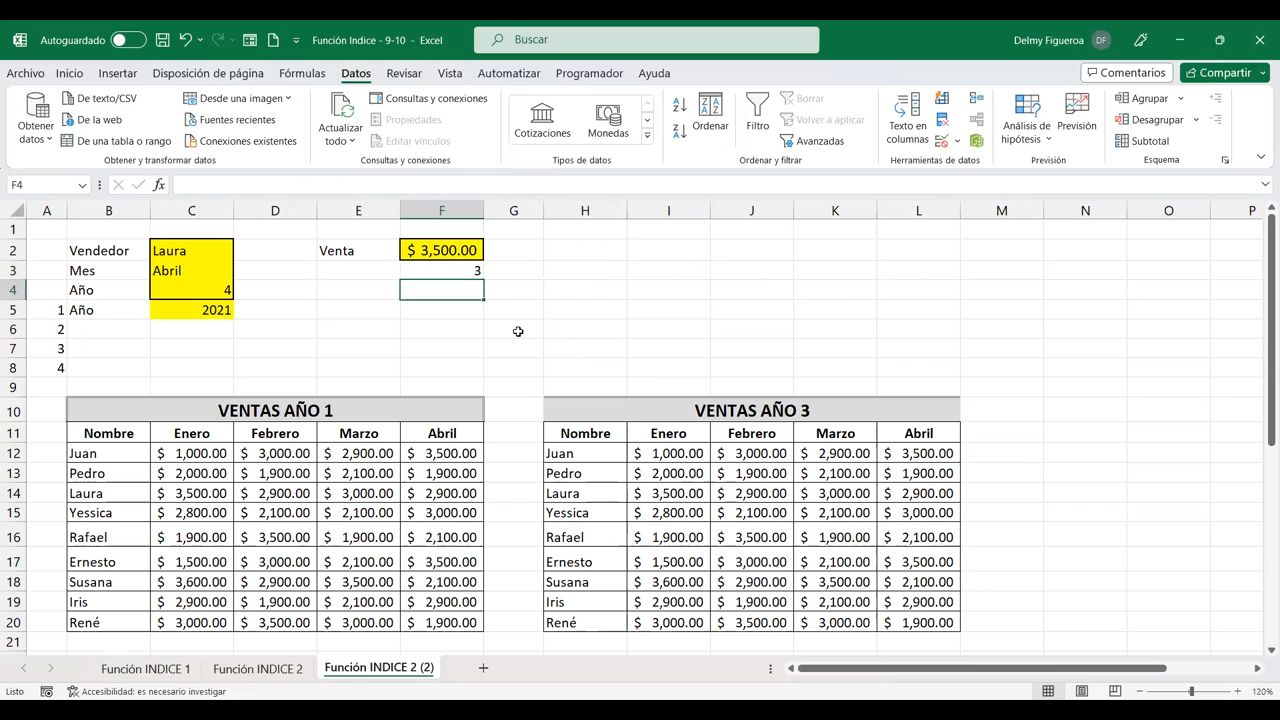 Autoguardado
Función Indice - 9-10 - Excel
Buscar
Delmy Figueroa DF
Archivo Inicio Insertar Disposición de página Fórmulas Datos Revisar Vista Automatizar Programador Ayuda
Comentarios Compartir
Obtener datos
De texto/CSV
De la web
De una tabla o rango
Desde una imagen
Fuentes recientes
Conexiones existentes
Obtener y transformar datos
Actualizar todo
Consultas y conexiones
Propiedades
Editar vínculos
Consultas y conexiones
Cotizaciones Monedas
Tipos de datos
Ordenar
Filtro
Borrar
Volver a aplicar
Avanzadas
Ordenar y filtrar
Texto en columnas
Herramientas de datos
Análisis de hipótesis
Previsión
Previsión
Agrupar
Desagrupar
Subtotal
Esquema
F4 fx
A B C D E F G H I J K L M N O P
1
2 Vendedor Laura Venta $ 3,500.00
3 Mes Abril 3
4 Año 4
5 1 Año 2021
6 2
7 3
8 4
9
10 VENTAS AÑO 1 VENTAS AÑO 3
11 Nombre Enero Febrero Marzo Abril Nombre Enero Febrero Marzo Abril
12 Juan $ 1,000.00 $ 3,000.00 $ 2,900.00 $ 3,500.00 Juan $ 1,000.00 $ 3,000.00 $ 2,900.00 $ 3,500.00
13 Pedro $ 2,000.00 $ 1,900.00 $ 2,100.00 $ 1,900.00 Pedro $ 2,000.00 $ 1,900.00 $ 2,100.00 $ 1,900.00
14 Laura $ 3,500.00 $ 2,900.00 $ 3,000.00 $ 2,900.00 Laura $ 3,500.00 $ 2,900.00 $ 3,000.00 $ 2,900.00
15 Yessica $ 2,800.00 $ 2,100.00 $ 2,100.00 $ 3,000.00 Yessica $ 2,800.00 $ 2,100.00 $ 2,100.00 $ 3,000.00
16 Rafael $ 1,900.00 $ 3,500.00 $ 1,900.00 $ 2,100.00 Rafael $ 1,900.00 $ 3,500.00 $ 1,900.00 $ 2,100.00
17 Ernesto $ 1,500.00 $ 3,000.00 $ 2,100.00 $ 3,500.00 Ernesto $ 1,500.00 $ 3,000.00 $ 2,100.00 $ 3,500.00
18 Susana $ 3,600.00 $ 2,900.00 $ 3,500.00 $ 2,100.00 Susana $ 3,600.00 $ 2,900.00 $ 3,500.00 $ 2,100.00
19 Iris $ 2,900.00 $ 1,900.00 $ 2,100.00 $ 2,900.00 Iris $ 2,900.00 $ 1,900.00 $ 2,100.00 $ 2,900.00
20 René $ 3,000.00 $ 3,500.00 $ 3,000.00 $ 1,900.00 René $ 3,000.00 $ 3,500.00 $ 3,000.00 $ 1,900.00
21
Función INDICE 1 Función INDICE 2 Función INDICE 2 (2)
Listo Accesibilidad: es necesario investigar 120%